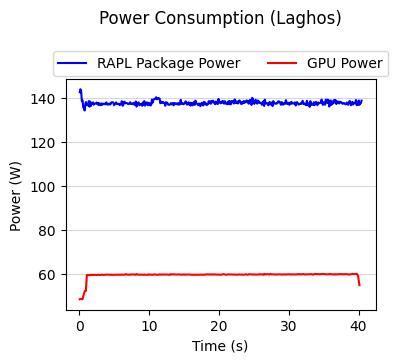 Power Consumption (Laghos)
RAPL Package Power GPU Power
140
120
100
80
60
Power (W)
0 10 20 30 40
Time (s)